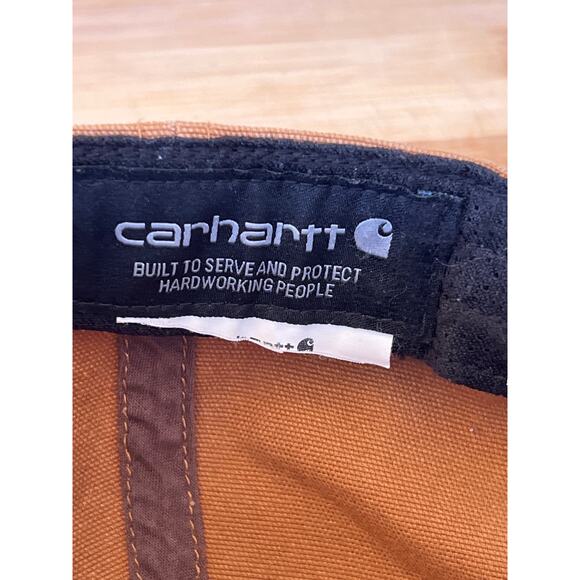 carhartt
BUILT TO SERVE AND PROTECT
HARDWORKING PEOPLE